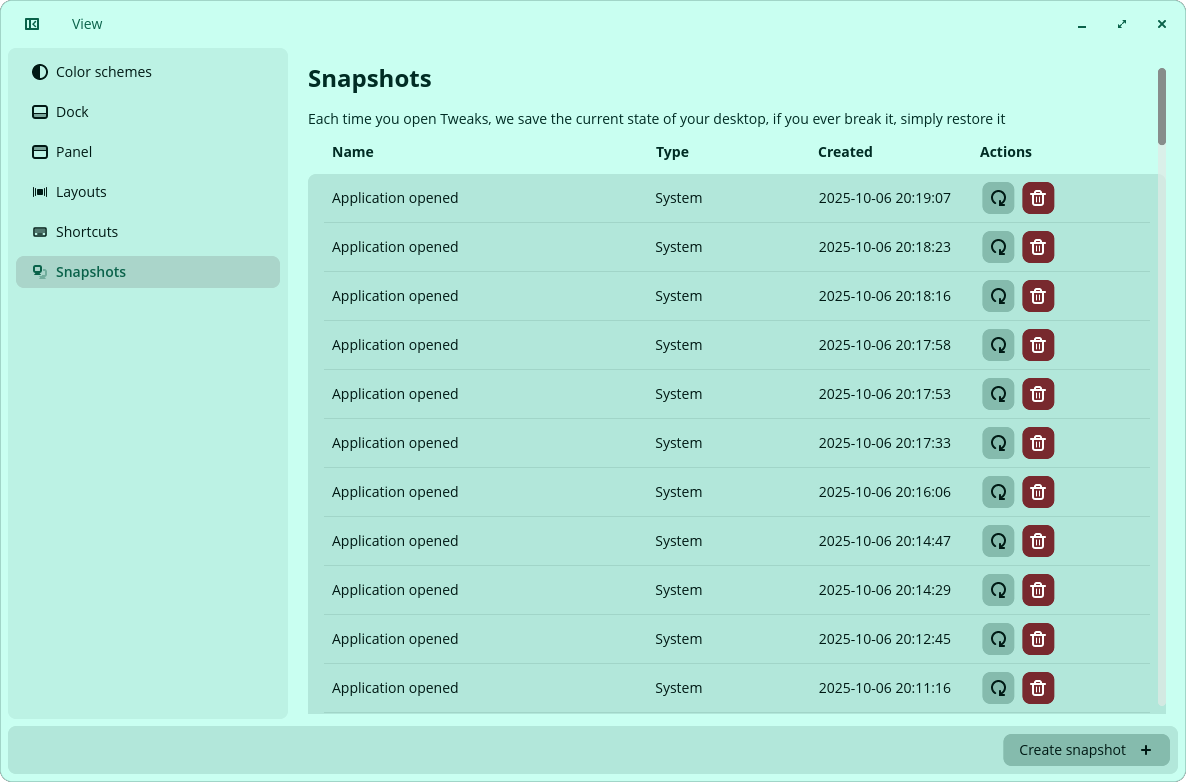 View
Color schemes
Dock
Panel
Layouts
Shortcuts
Snapshots
Snapshots
Each time you open Tweaks, we save the current state of your desktop, if you ever break it, simply restore it
Name Type Created Actions
Application opened System 2025-10-06 20:19:07
Application opened System 2025-10-06 20:18:23
Application opened System 2025-10-06 20:18:16
Application opened System 2025-10-06 20:17:58
Application opened System 2025-10-06 20:17:53
Application opened System 2025-10-06 20:17:33
Application opened System 2025-10-06 20:16:06
Application opened System 2025-10-06 20:14:47
Application opened System 2025-10-06 20:14:29
Application opened System 2025-10-06 20:12:45
Application opened System 2025-10-06 20:11:16
Create snapshot